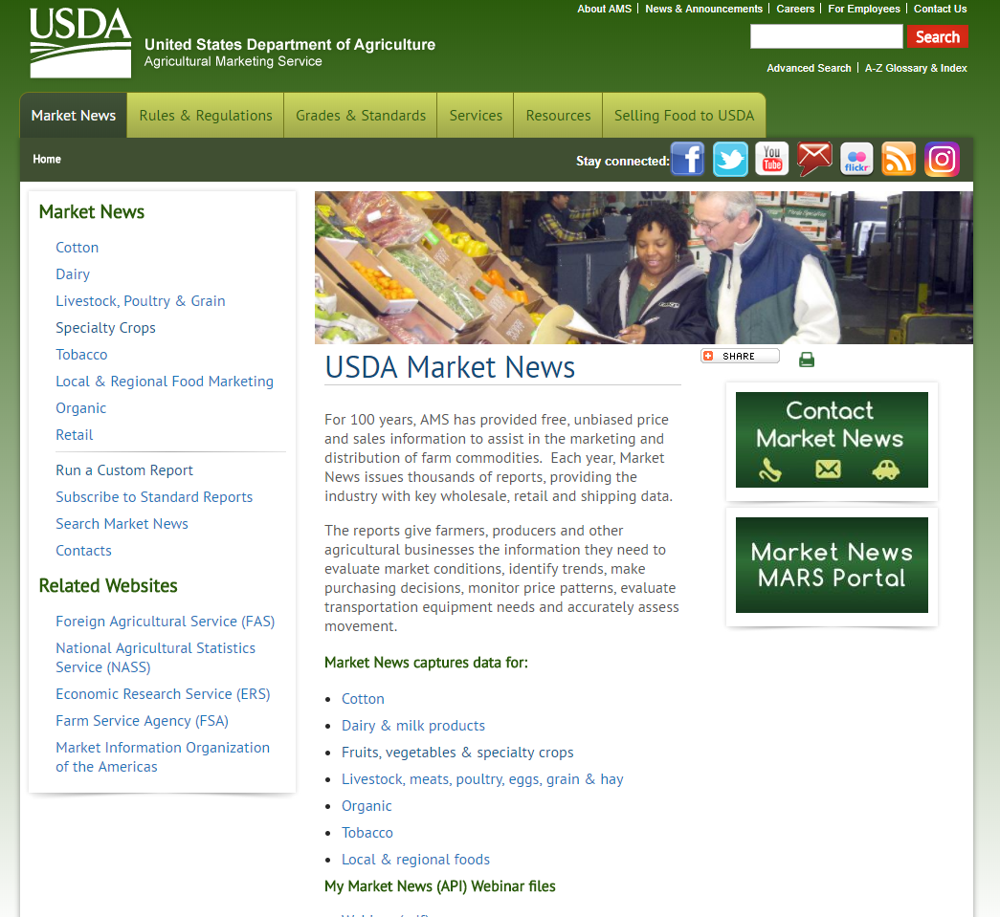 About AMS | News & Announcements | Careers | For Employees | Contact Us
USDA
United States Department of Agriculture
Agricultural Marketing Service
Search
Advanced Search | A-Z Glossary & Index
Market News
Rules & Regulations
Grades & Standards
Services
Resources
Selling Food to USDA
Home
Stay connected:
You
Tube
flickr
Market News
Cotton
Dairy
Livestock, Poultry & Grain
Specialty Crops
Tobacco
Local & Regional Food Marketing
Organic
Retail
Run a Custom Report
Subscribe to Standard Reports
Search Market News
Contacts
Related Websites
Foreign Agricultural Service (FAS)
National Agricultural Statistics
Service (NASS)
Economic Research Service (ERS)
Farm Service Agency (FSA)
Market Information Organization
of the Americas
USDA Market News
SHARE
For 100 years, AMS has provided free, unbiased price
and sales information to assist in the marketing and
distribution of farm commodities.  Each year, Market
News issues thousands of reports, providing the
industry with key wholesale, retail and shipping data.
The reports give farmers, producers and other
agricultural businesses the information they need to
evaluate market conditions, identify trends, make
purchasing decisions, monitor price patterns, evaluate
transportation equipment needs and accurately assess
movement.
Market News captures data for:
Cotton
Dairy & milk products
Fruits, vegetables & specialty crops
Livestock, meats, poultry, eggs, grain & hay
Organic
Tobacco
Local & regional foods
My Market News (API) Webinar files
Contact
Market News
Market News
MARS Portal